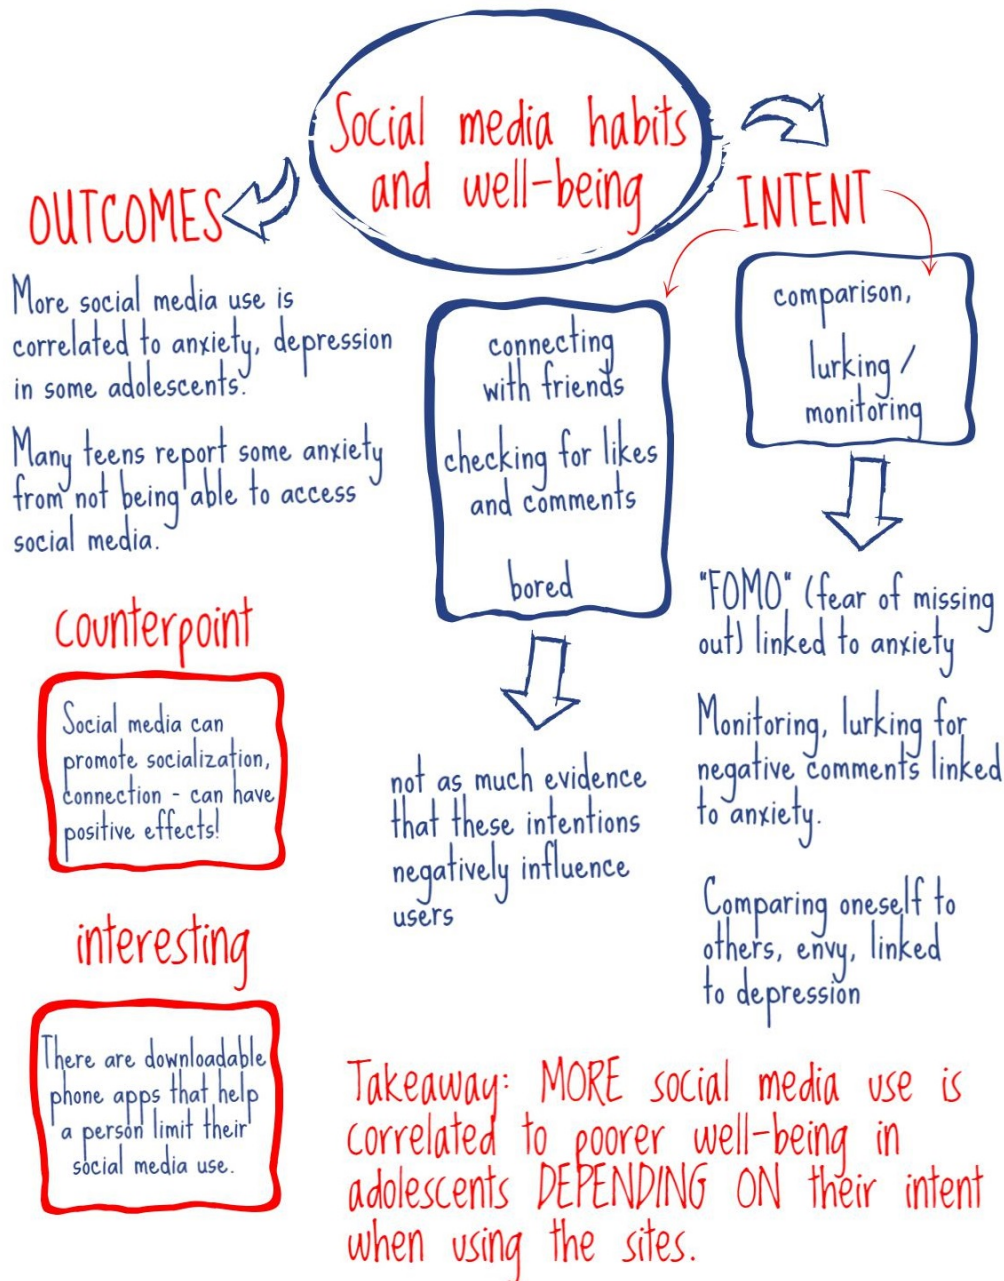 Social media habits
and well-being
OUTCOMES
More social media use is
correlated to anxiety, depression
in some adolescents.
Many teens report some anxiety
from not being able to access
social media.
counterpoint
Social media can
promote socialization,
connection - can have
positive effects!
interesting
There are downloadable
phone apps that help
a person limit their
social media use.
INTENT
connecting
with friends
checking for likes
and comments
bored
not as much evidence
that these intentions
negatively influence
users
comparison,
lurking /
monitoring
"FOMO" (fear of missing
out) linked to anxiety
Monitoring, lurking for
negative comments linked
to anxiety.
Comparing oneself to
others, envy, linked
to depression
Takeaway: MORE social media use is
correlated to poorer well-being in
adolescents DEPENDING ON their intent
when using the sites.